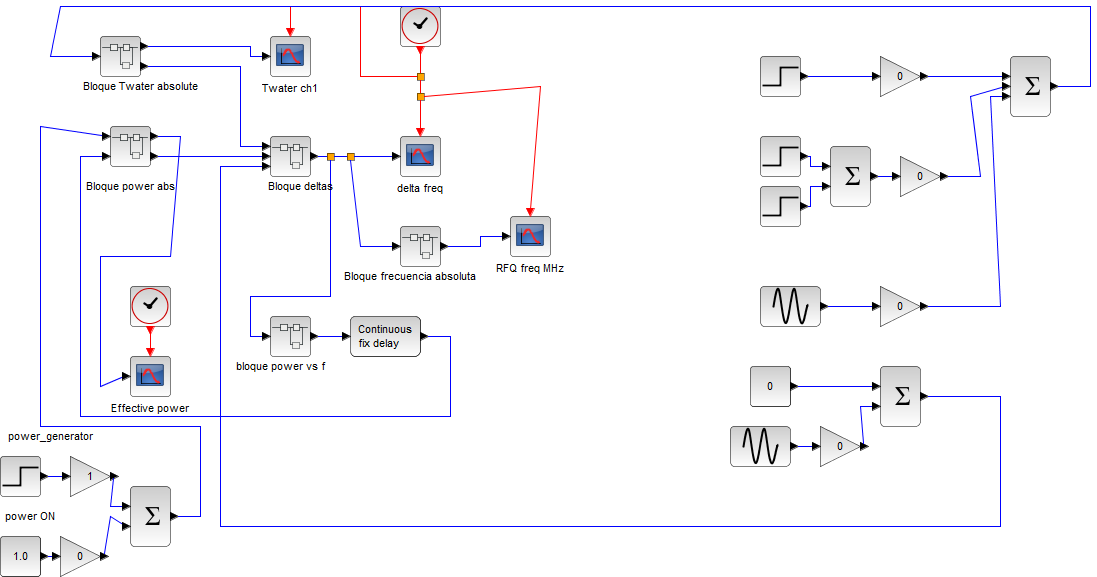 Bloque Twater absolute
Twater ch1
0
Σ
Bloque power abs
Bloque deltas
delta freq
Σ
0
Bloque frecuencia absoluta
RFQ freq MHz
0
Continuous
fix delay
bloque power vs f
Effective power
0
Σ
0
power_generator
1
power ON
Σ
1.0
0